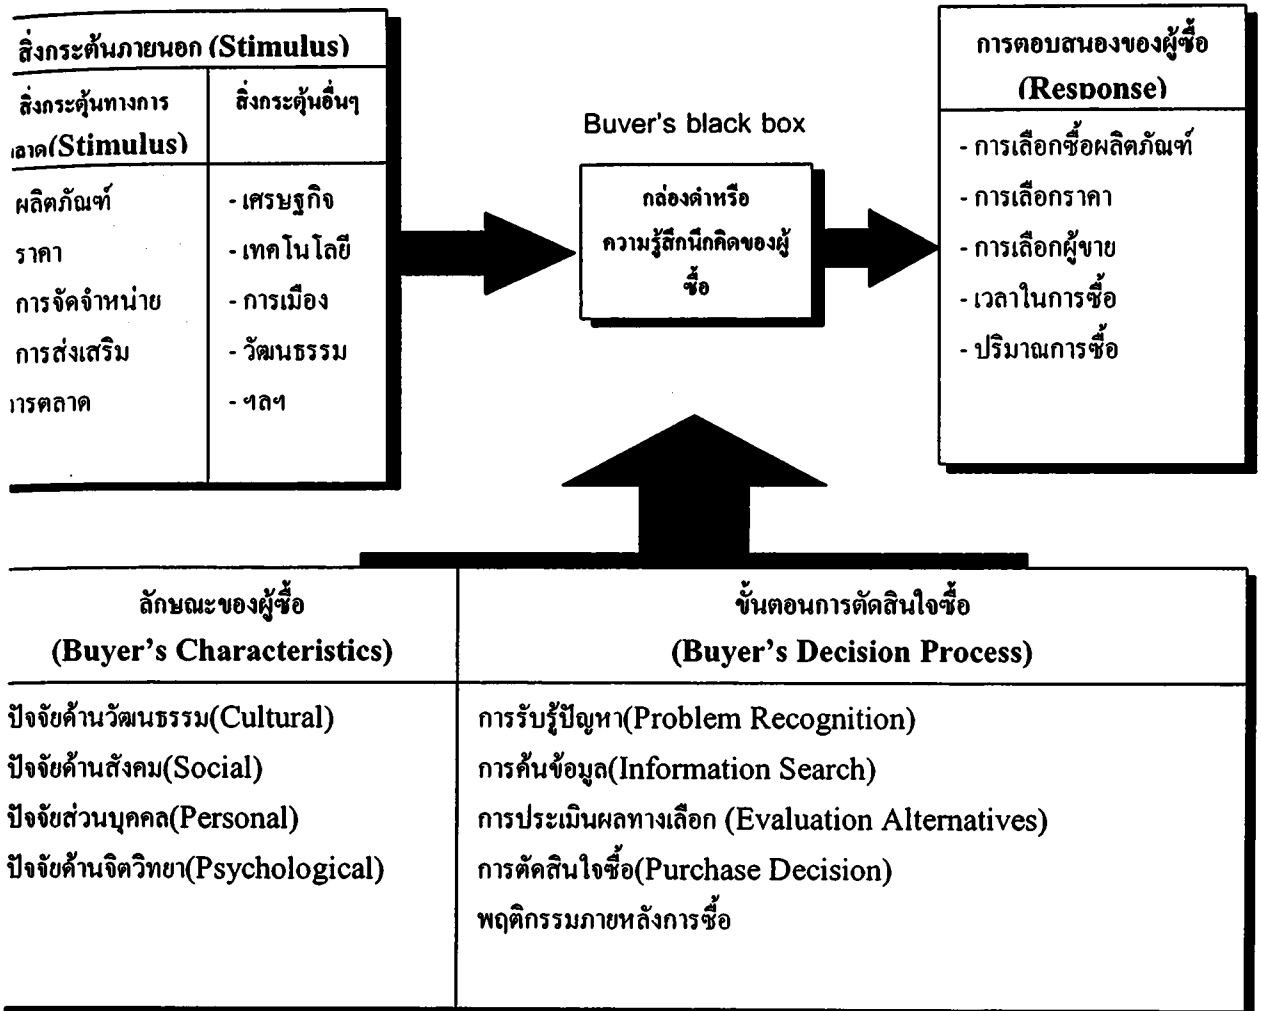 สิ่งกระตุ้นภายนอก (Stimulus)
สิ่งกระตุ้นทางการ
(Stimulus)
สิ่งกระตุ้นอื่นๆ
ผลิตภัณฑ์
ราคา
การจัดจำหน่าย
การส่งเสริม
- เศรษฐกิจ
- เทคโนโลยี
- การเมือง
- วัฒนธรรม
- ฯลฯ
Buyer's black box
กล่องดำหรือ
ความรู้สึกนึกคิดของผู้
ซื้อ
การตอบสนองของผู้ซื้อ
(Response)
- การเลือกซื้อผลิตภัณฑ์
- การเลือกราคา
- การเลือกผู้ขาย
- เวลาในการซื้อ
- ปริมาณการซื้อ
ลักษณะของผู้ซื้อ
(Buyer's Characteristics)
ปัจจัยด้านวัฒนธรรม(Cultural)
ปัจจัยด้านสังคม(Social)
ปัจจัยส่วนบุคคล(Personal)
ปัจจัยด้านจิตวิทยา(Psychological)
ขั้นตอนการตัดสินใจซื้อ
(Buyer's Decision Process)
การรับรู้ปัญหา(Problem Recognition)
การค้นข้อมูล(Information Search)
การประเมินผลทางเลือก (Evaluation Alternatives)
การตัดสินใจซื้อ(Purchase Decision)
พฤติกรรมภายหลังการซื้อ